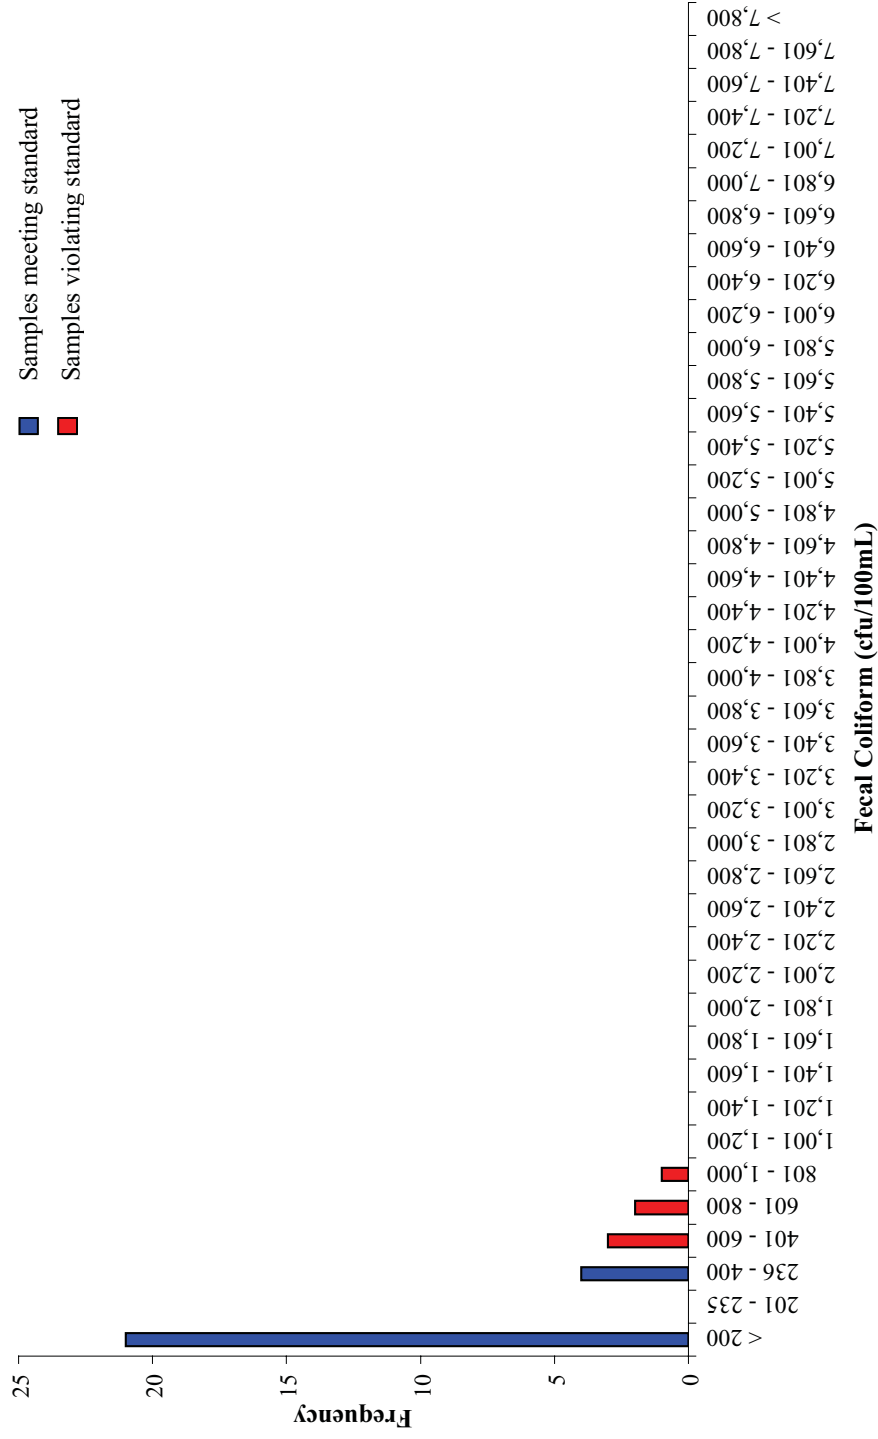 Samples meeting standard
Samples violating standard
25
20
15
10
5
0
Frequency
< 200
201 - 235
236 - 400
401 - 600
601 - 800
801 - 1,000
1,001 - 1,200
1,201 - 1,400
1,401 - 1,600
1,601 - 1,800
1,801 - 2,000
2,001 - 2,200
2,201 - 2,400
2,401 - 2,600
2,601 - 2,800
2,801 - 3,000
3,001 - 3,200
3,201 - 3,400
3,401 - 3,600
3,601 - 3,800
3,801 - 4,000
4,001 - 4,200
4,201 - 4,400
4,401 - 4,600
4,601 - 4,800
4,801 - 5,000
5,001 - 5,200
5,201 - 5,400
5,401 - 5,600
5,601 - 5,800
5,801 - 6,000
6,001 - 6,200
6,201 - 6,400
6,401 - 6,600
6,601 - 6,800
6,801 - 7,000
7,001 - 7,200
7,201 - 7,400
7,401 - 7,600
7,601 - 7,800
> 7,800
Fecal Coliform (cfu/100mL)